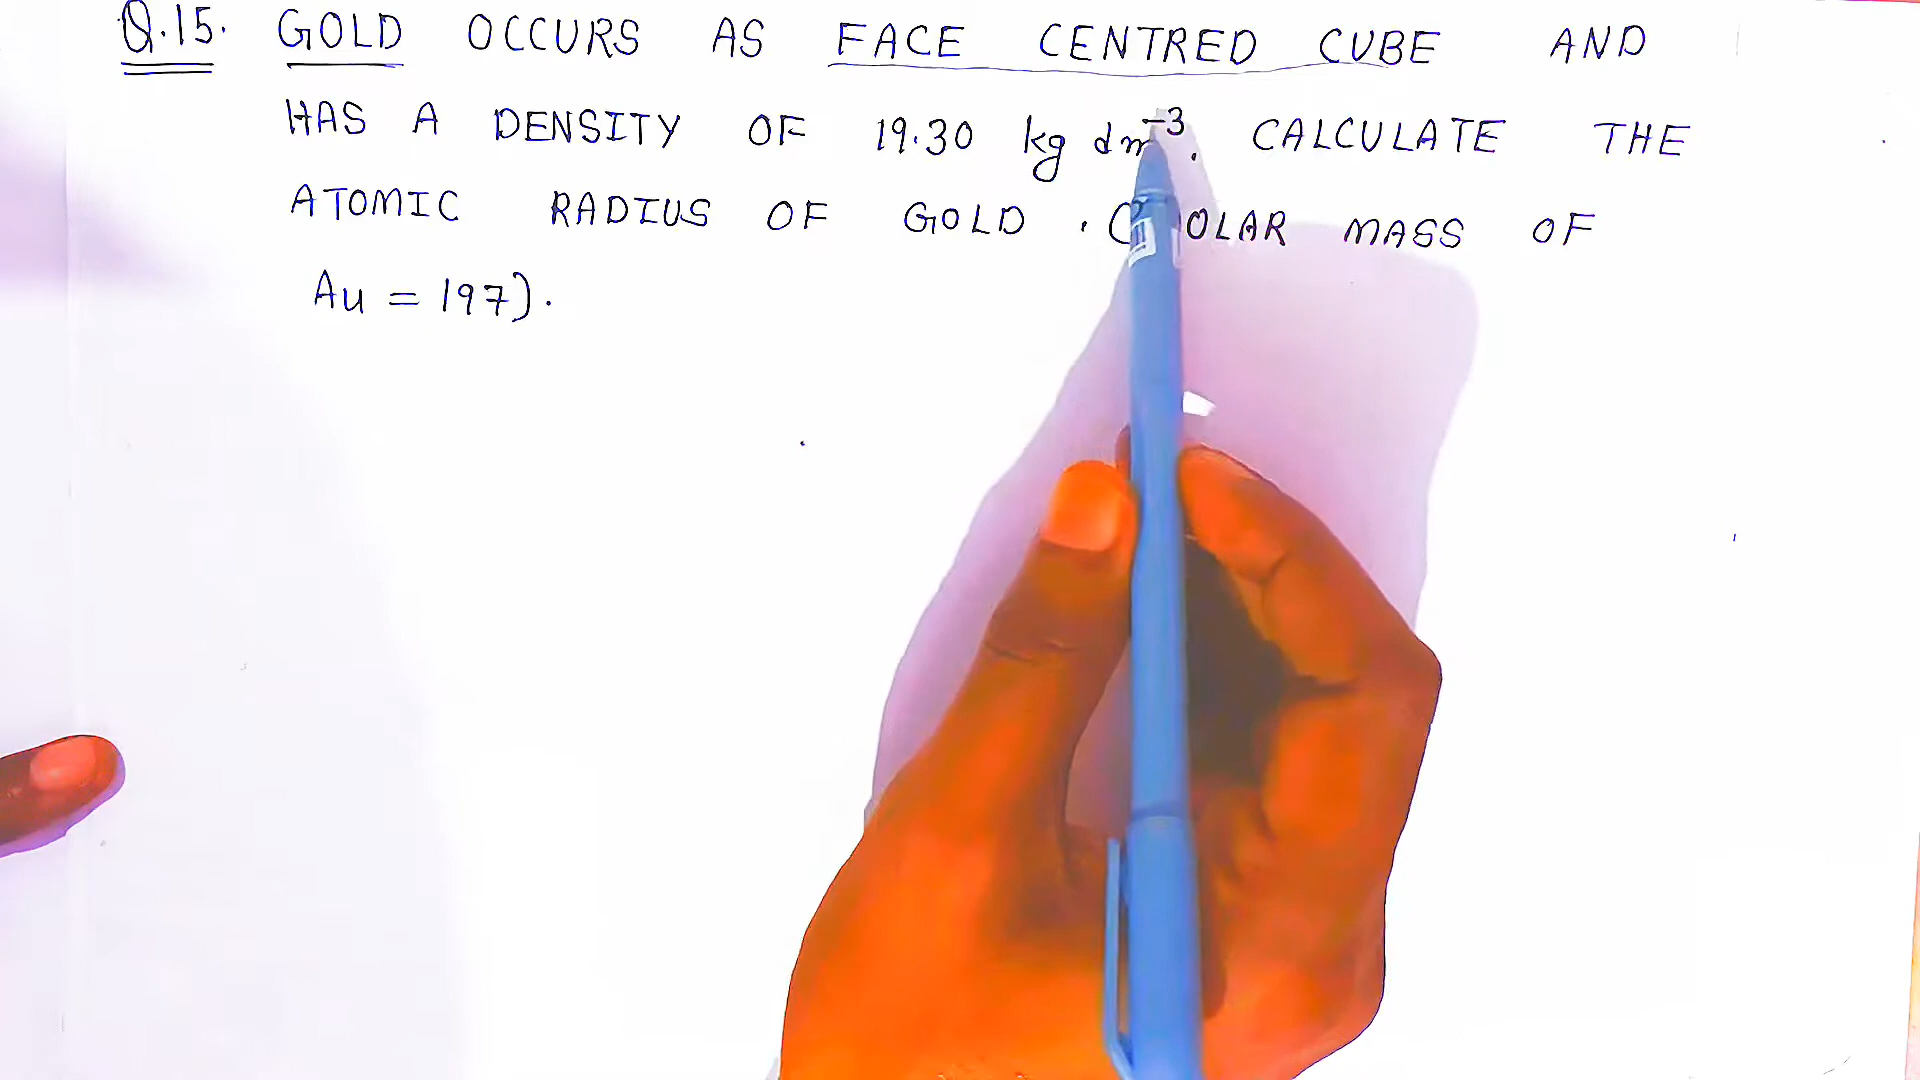 Q.15. GOLD OCCURS AS FACE CENTRED CUBE AND
HAS A DENSITY OF 19.30 kg dm⁻³. CALCULATE THE
ATOMIC RADIUS OF GOLD . ( OLAR MASS OF
Au = 197).